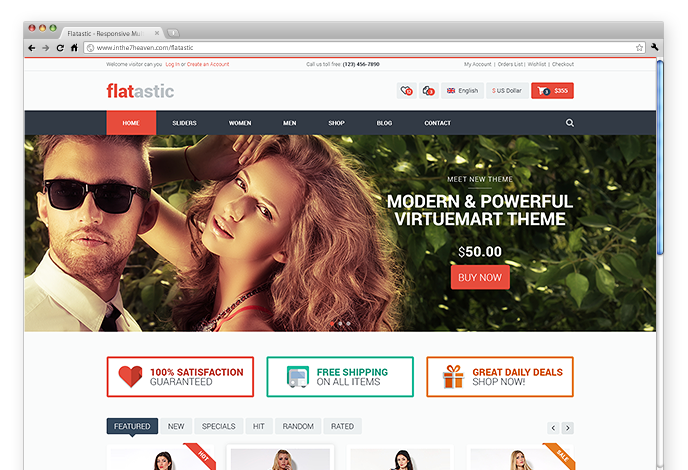 Flatastic - Responsive Mul
www.inthe7heaven.com/flatastic
Welcome visitor can you Log In or Create an Account
Call us toll free: (123) 456-7890
My Account | Orders List | Wishlist | Checkout
flatastic
English
$ US Dollar
$355
HOME SLIDERS WOMEN MEN SHOP BLOG CONTACT
MEET NEW THEME
MODERN & POWERFUL
VIRTUEMART THEME
$50.00
BUY NOW
100% SATISFACTION
GUARANTEED
FREE SHIPPING
ON ALL ITEMS
GREAT DAILY DEALS
SHOP NOW!
FEATURED NEW SPECIALS HIT RANDOM RATED
HOT
SALE